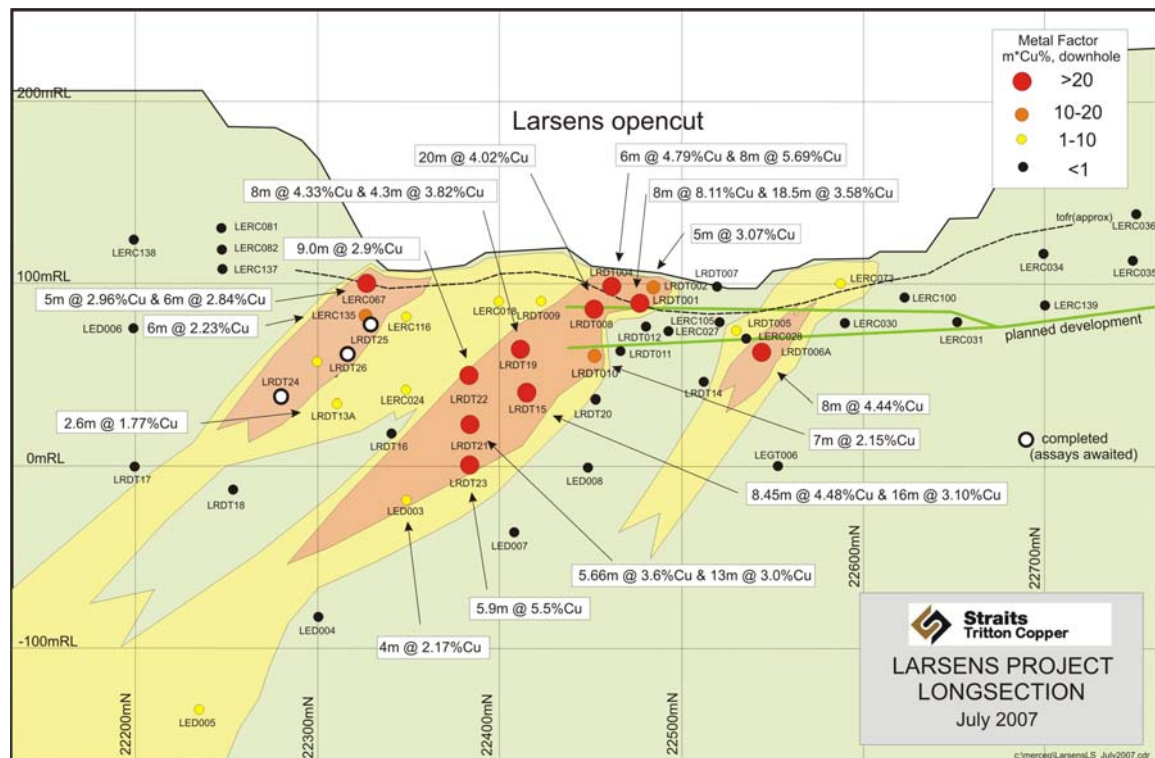 Metal Factor
m*Cu%, downhole
>20
10-20
1-10
<1
200mRL
Larsens opencut
20m @ 4.02%Cu
6m @ 4.79%Cu & 8m @ 5.69%Cu
8m @ 4.33%Cu & 4.3m @ 3.82%Cu
8m @ 8.11%Cu & 18.5m @ 3.58%Cu
9.0m @ 2.9%Cu
5m @ 3.07%Cu
tofr(approx)
LERC081
LERC082
LERC137
LERC138
LERC036
LERC034
LERC035
100mRL
LRDT004
LRDT007
LRDT002
LRDT001
LERC073
LERC100
LERC139
5m @ 2.96%Cu & 6m @ 2.84%Cu
LERC067
LERC018
LRDT009
LRDT008
6m @ 2.23%Cu
LERC135
LERC116
LRDT25
LRDT012
LERC105
LERC027
LRDT005
LERC028
LERC030
LERC031
planned development
LED006
LRDT26
LRDT19
LRDT010
LRDT011
LRDT006A
LRDT24
LRDT22
LRDT15
LRDT14
LRDT13A
LERC024
LRDT20
8m @ 4.44%Cu
2.6m @ 1.77%Cu
7m @ 2.15%Cu
LRDT16
LRDT21
completed
(assays awaited)
0mRL
LRDT17
LRDT18
LRDT23
LED008
LEGT006
8.45m @ 4.48%Cu & 16m @ 3.10%Cu
LED003
LED007
5.66m @ 3.6%Cu & 13m @ 3.0%Cu
5.9m @ 5.5%Cu
LED004
4m @ 2.17%Cu
-100mRL
LED005
22200mN
22300mN
22400mN
22500mN
22600mN
22700mN
Straits
Tritton Copper
LARSENS PROJECT
LONGSECTION
July 2007
c:\merced\LarsensLS_July2007.cdr